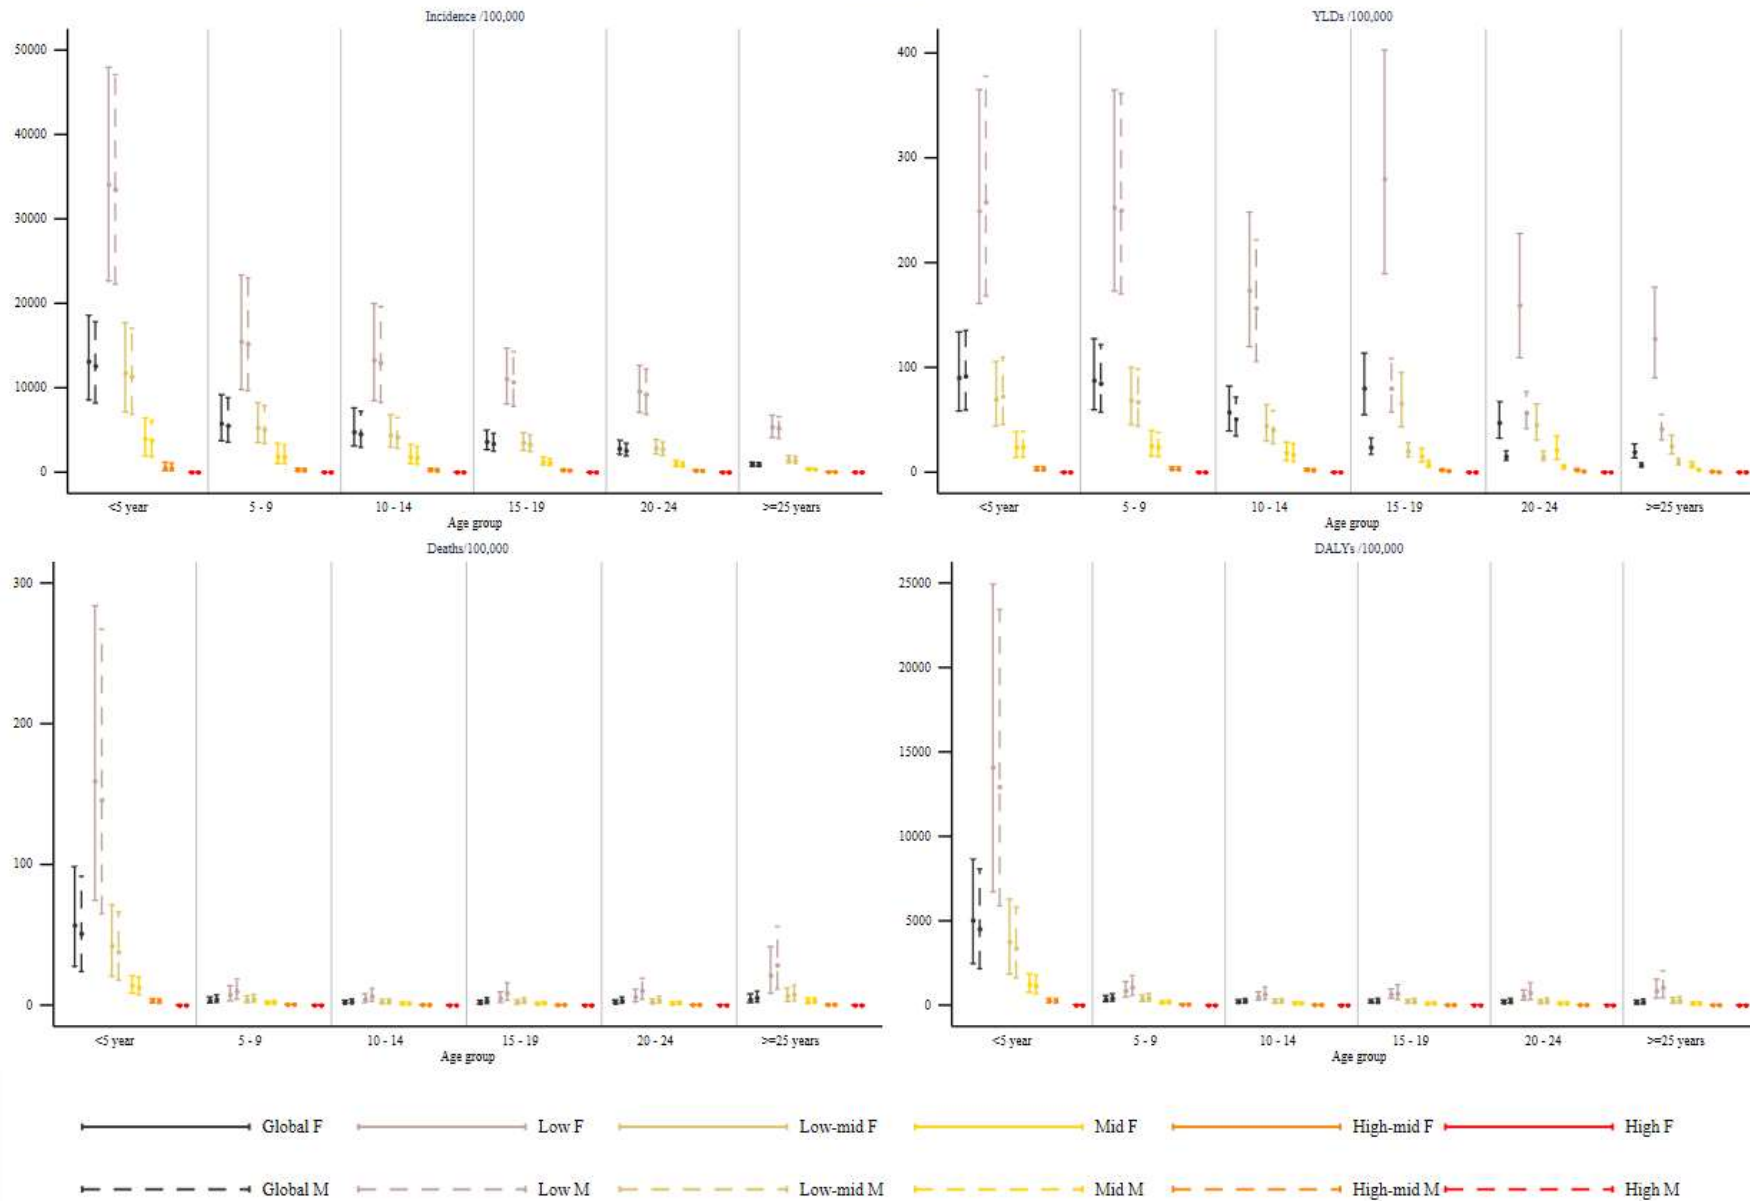 Incidence /100,000
50000
40000
30000
20000
10000
0
<5 year
5 - 9
10 - 14
15 - 19
20 - 24
>=25 years
Age group
YLDs /100,000
400
300
200
100
0
<5 year
5 - 9
10 - 14
15 - 19
20 - 24
>=25 years
Age group
Deaths/100,000
300
200
100
0
<5 year
5 - 9
10 - 14
15 - 19
20 - 24
>=25 years
Age group
DALYs /100,000
25000
20000
15000
10000
5000
0
<5 year
5 - 9
10 - 14
15 - 19
20 - 24
>=25 years
Age group
Global F
Low F
Low-mid F
Mid F
High-mid F
High F
Global M
Low M
Low-mid M
Mid M
High-mid M
High M